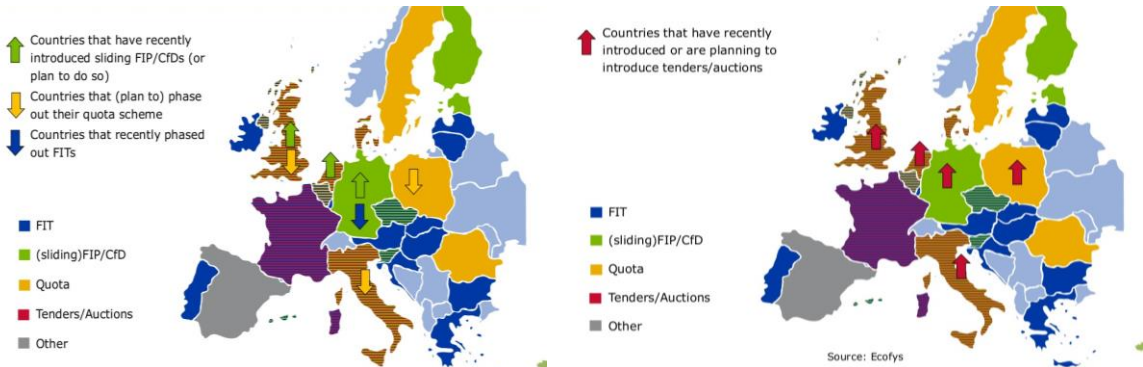 Countries that have recently
introduced sliding FIP/CfDs (or
plan to do so)
Countries that (plan to) phase
out their quota scheme
Countries that recently phased
out FITs
FIT
(sliding)FIP/CfD
Quota
Tenders/Auctions
Other
Countries that have recently
introduced or are planning to
introduce tenders/auctions
FIT
(sliding)FIP/CfD
Quota
Tenders/Auctions
Other
Source: Ecofys